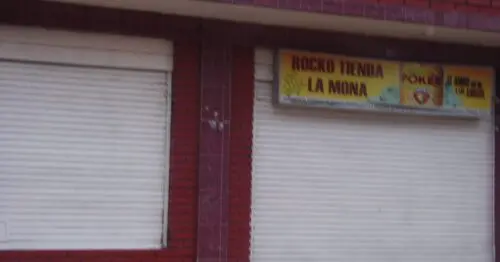 ROCKO TIENDA
LA MONA
POKER